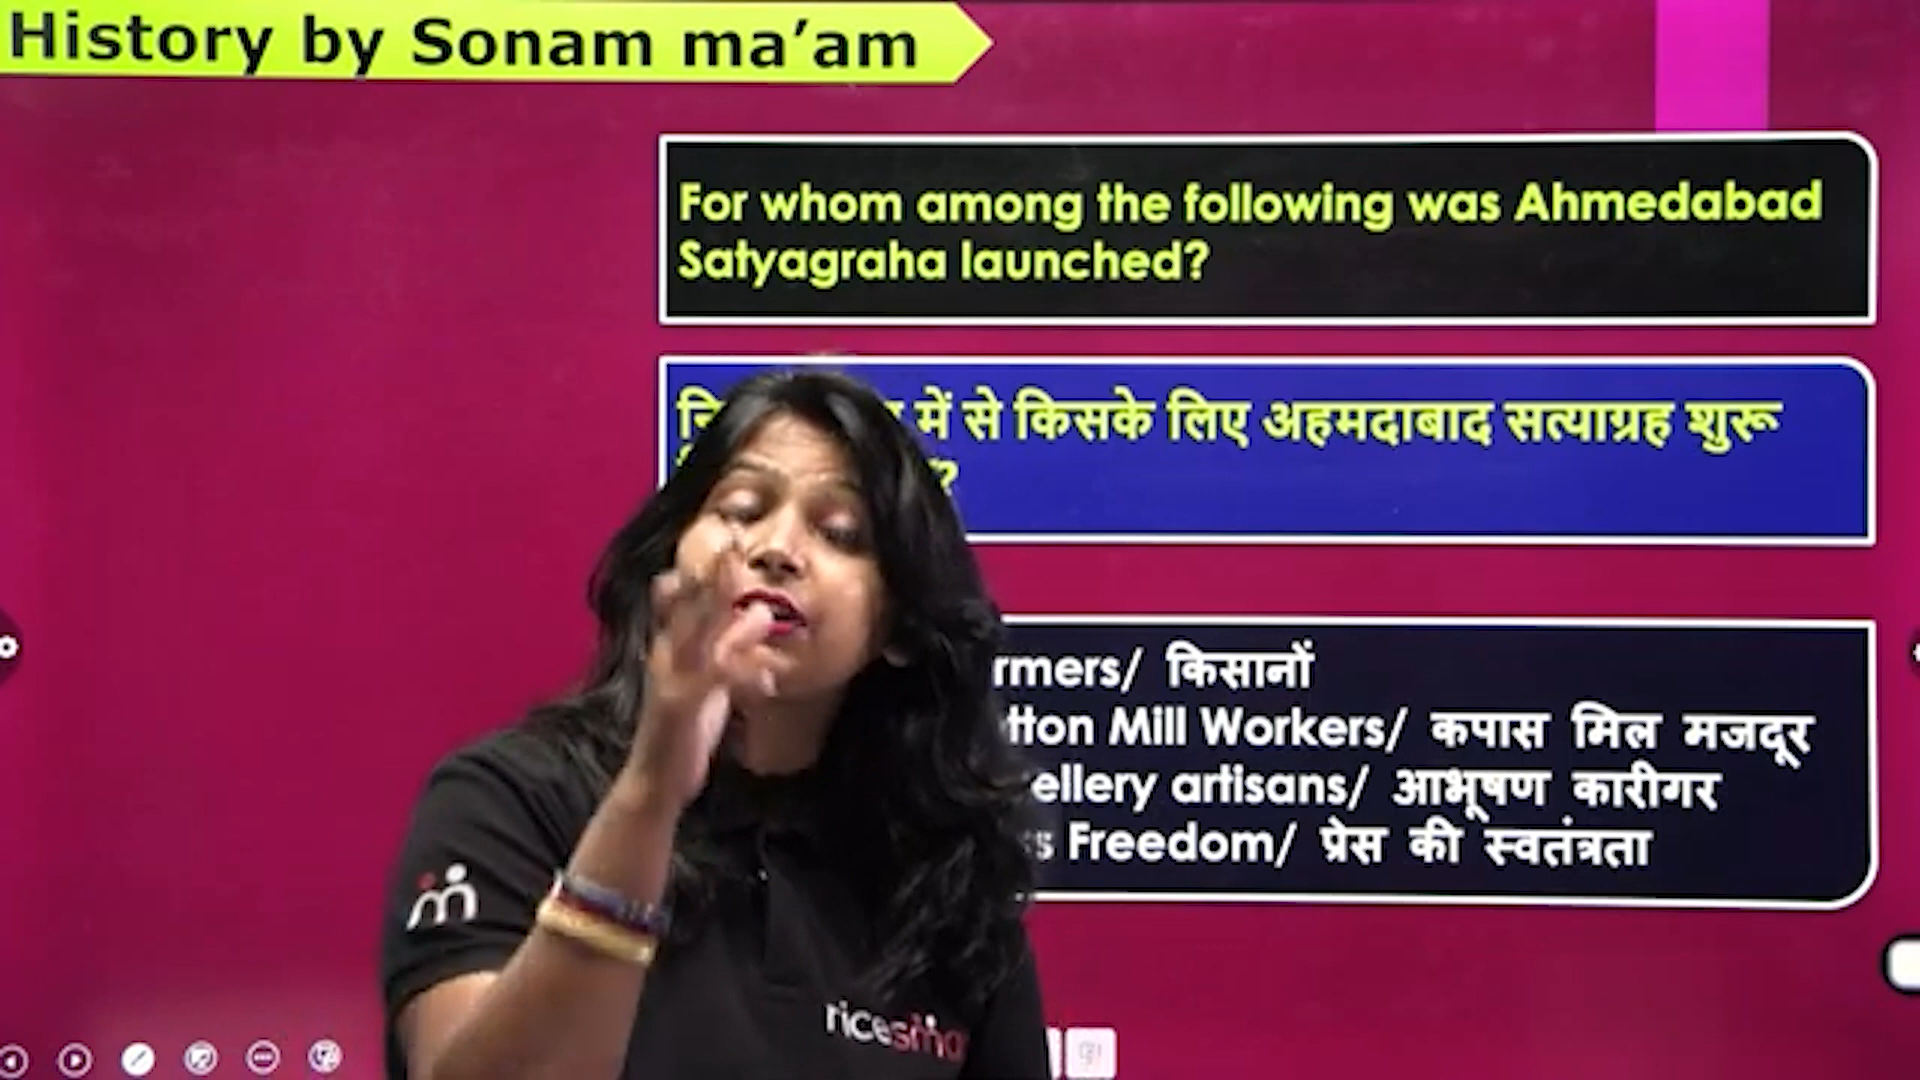 History by Sonam ma’am
For whom among the following was Ahmedabad
Satyagraha launched?
में से किसके लिए अहमदाबाद सत्याग्रह शुरू
?
rmers/ किसानों
tton Mill Workers/ कपास मिल मजदूर
ellery artisans/ आभूषण कारीगर
s Freedom/ प्रेस की स्वतंत्रता
ricesma